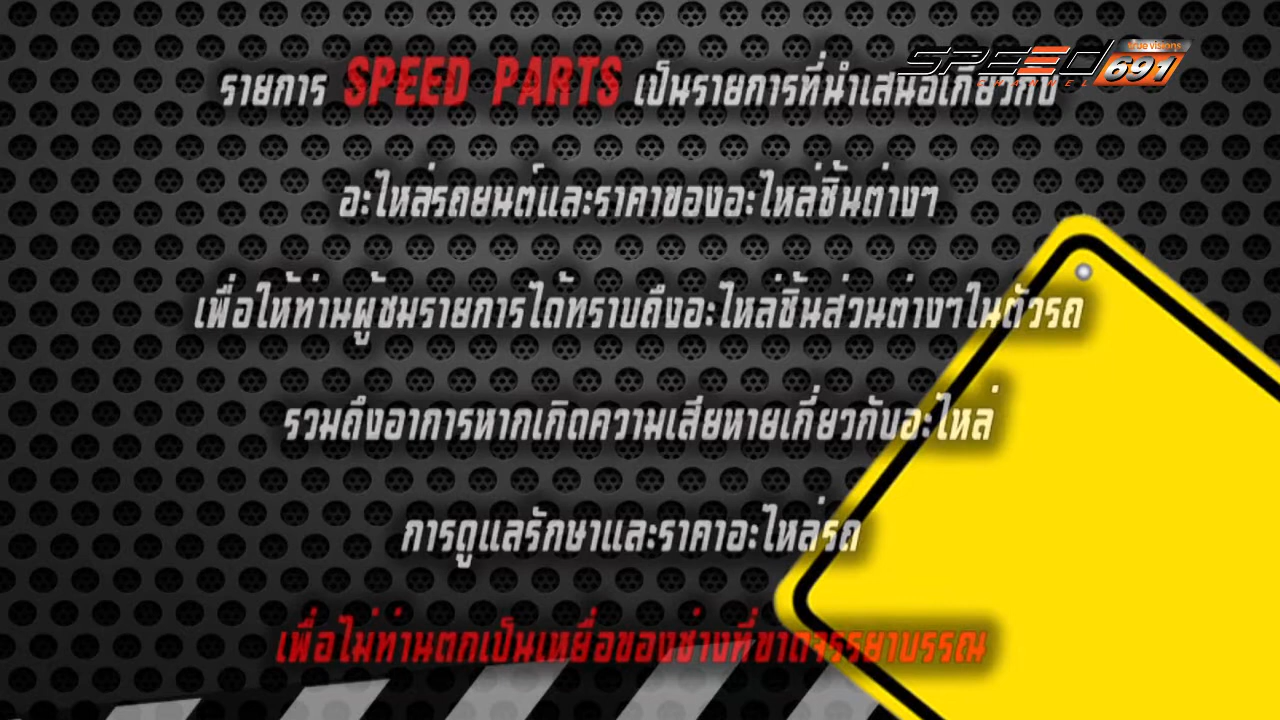 true visions
SPEED 691
CHANNEL
รายการ SPEED PARTS เป็นรายการที่นำเสนอเกี่ยวกับ
อะไหล่รถยนต์และราคาของอะไหล่ชิ้นต่างๆ
เพื่อให้ท่านผู้ชมรายการได้ทราบถึงอะไหล่ชิ้นส่วนต่างๆในตัวรถ
รวมถึงอาการหากเกิดความเสียหายเกี่ยวกับอะไหล่
การดูแลรักษาและราคาอะไหล่รถ
เพื่อไม่ท่านตกเป็นเหยื่อของช่างที่ขาดจรรยาบรรณ